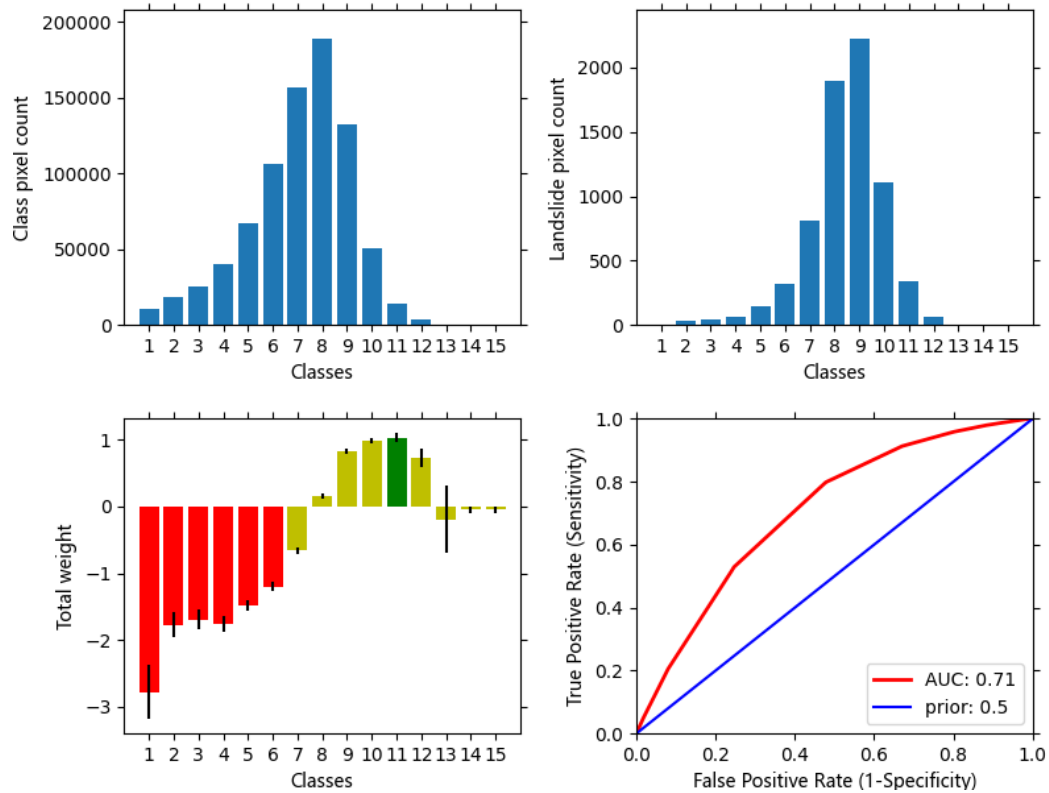 200000
150000
100000
50000
0
Class pixel count
1 2 3 4 5 6 7 8 9 10 11 12 13 14 15
Classes
2000
1500
1000
500
0
Landslide pixel count
1 2 3 4 5 6 7 8 9 10 11 12 13 14 15
Classes
1
0
−1
−2
−3
Total weight
1 2 3 4 5 6 7 8 9 10 11 12 13 14 15
Classes
1.0
0.8
0.6
0.4
0.2
0.0
True Positive Rate (Sensitivity)
AUC: 0.71
prior: 0.5
0.0 0.2 0.4 0.6 0.8 1.0
False Positive Rate (1-Specificity)